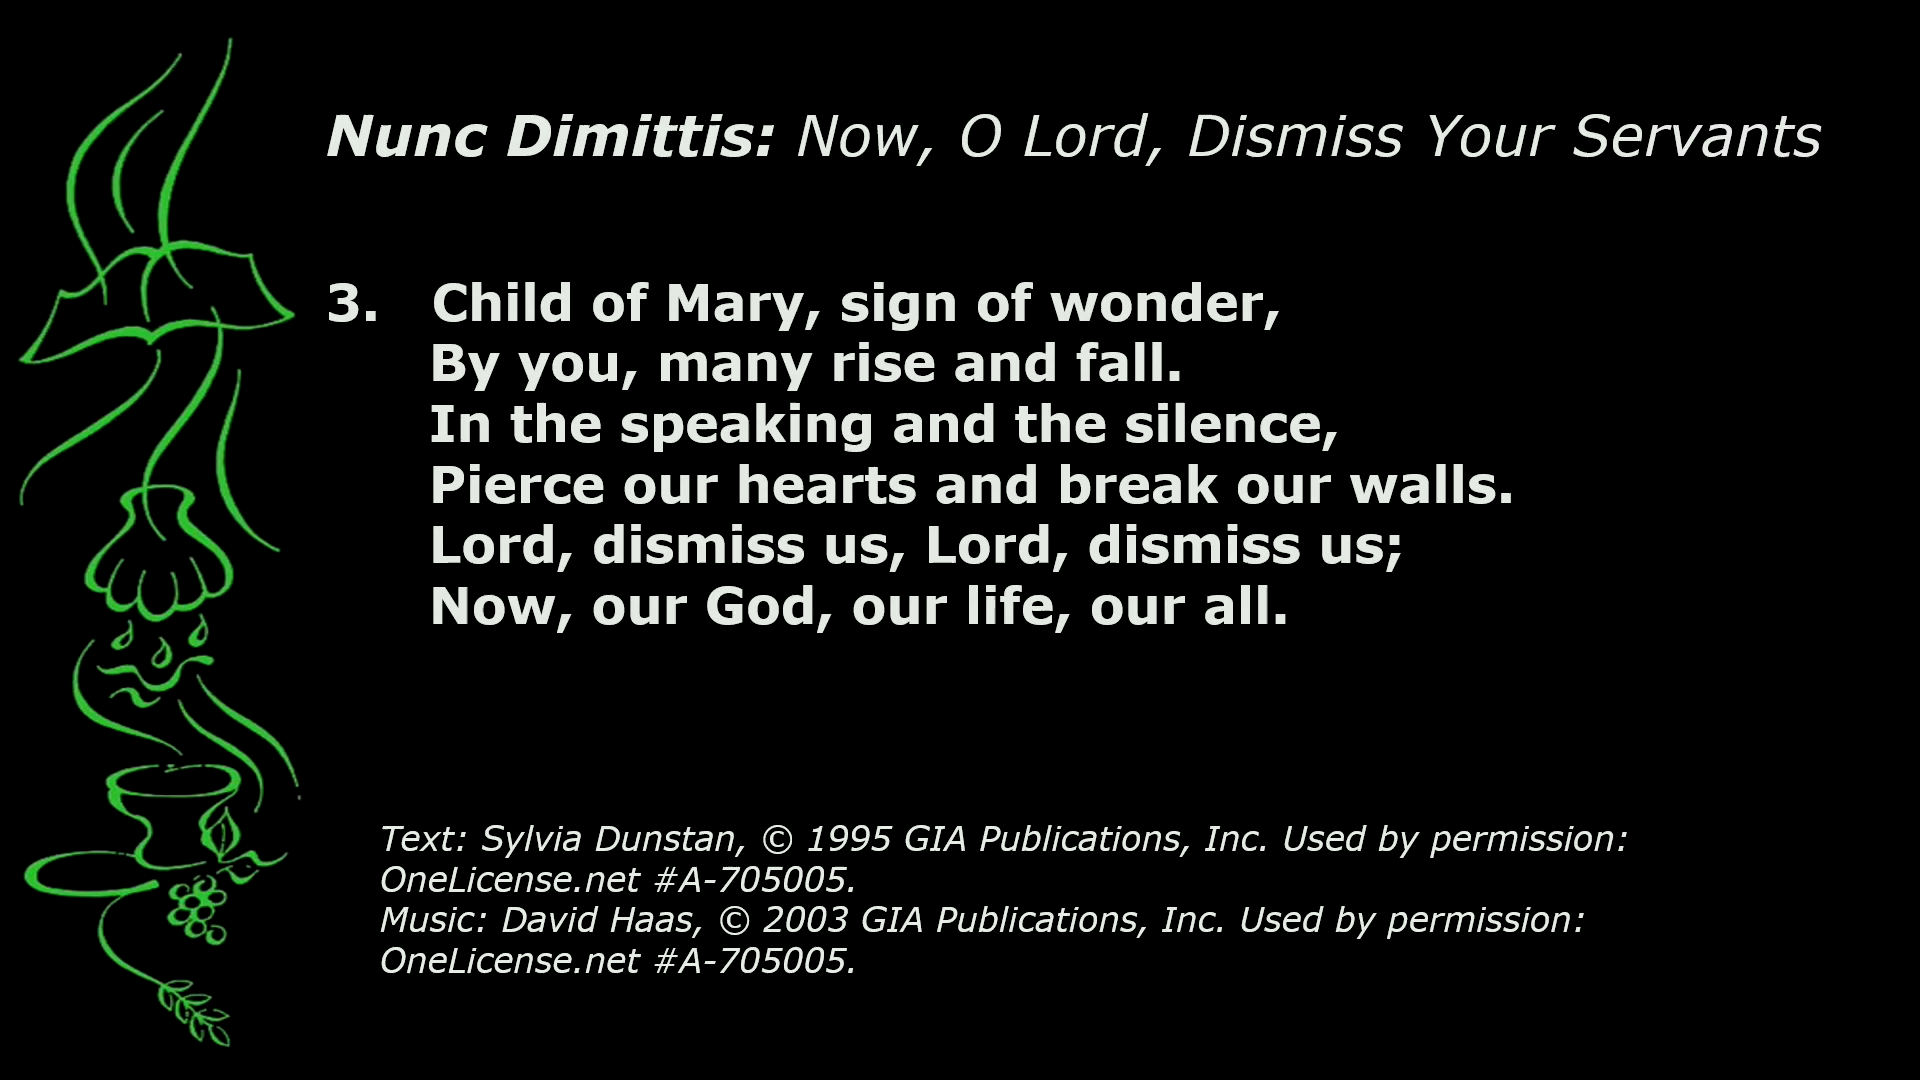 Nunc Dimittis: Now, O Lord, Dismiss Your Servants
3. Child of Mary, sign of wonder,
By you, many rise and fall.
In the speaking and the silence,
Pierce our hearts and break our walls.
Lord, dismiss us, Lord, dismiss us;
Now, our God, our life, our all.
Text: Sylvia Dunstan, © 1995 GIA Publications, Inc. Used by permission:
OneLicense.net #A-705005.
Music: David Haas, © 2003 GIA Publications, Inc. Used by permission:
OneLicense.net #A-705005.